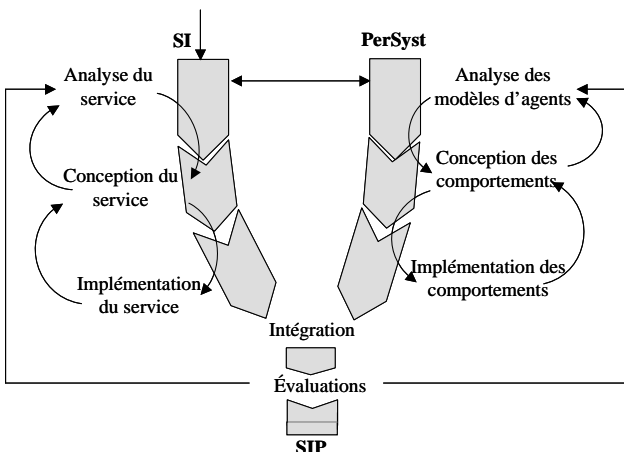 SI
PerSyst
Analyse du
service
Analyse des
modèles d'agents
Conception du
service
Conception des
comportements
Implémentation
du service
Implémentation des
comportements
Intégration
Évaluations
SIP